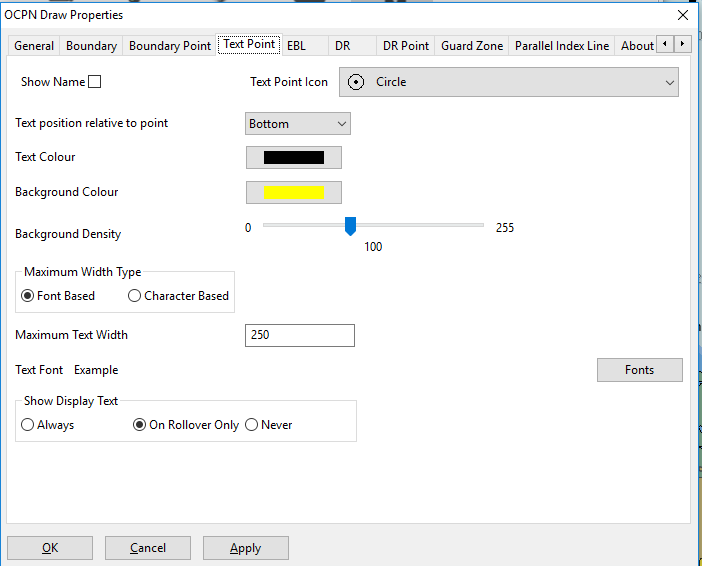 OCPN Draw Properties
General Boundary Boundary Point Text Point EBL DR DR Point Guard Zone Parallel Index Line About
Show Name Text Point Icon Circle
Text position relative to point Bottom
Text Colour
Background Colour
Background Density 0 255
100
Maximum Width Type
Font Based Character Based
Maximum Text Width 250
Text Font Example Fonts
Show Display Text
Always On Rollover Only Never
OK Cancel Apply